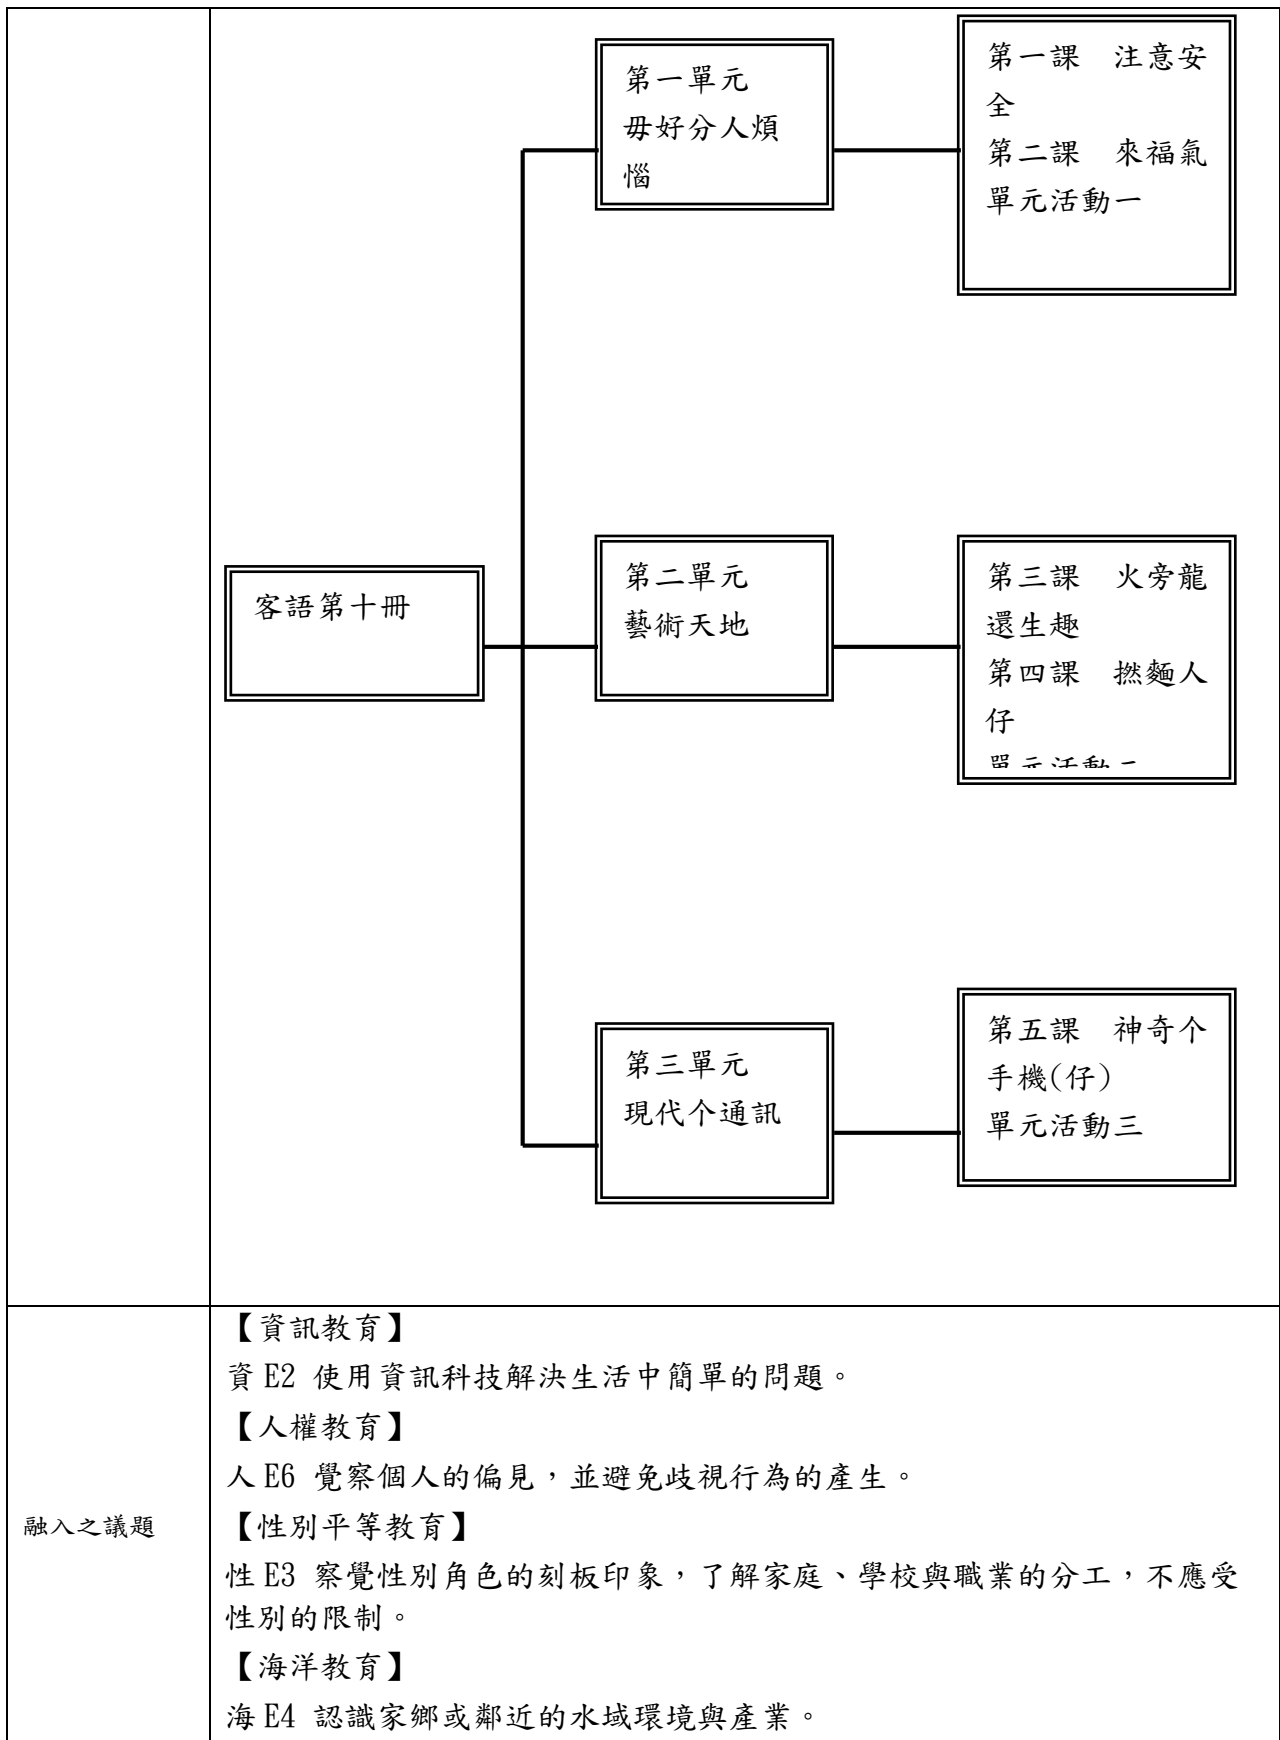 第一單元
毋好分人煩
惱
第一課　注意安
全
第二課　來福氣
單元活動一
客語第十冊
第二單元
藝術天地
第三課　火旁龍
還生趣
第四課　撚麵人
仔
單元活動二
第三單元
現代个通訊
第五課　神奇个
手機(仔)
單元活動三
融入之議題
【資訊教育】
資 E2 使用資訊科技解決生活中簡單的問題。
【人權教育】
人 E6 覺察個人的偏見，並避免歧視行為的產生。
【性別平等教育】
性 E3 察覺性別角色的刻板印象，了解家庭、學校與職業的分工，不應受
性別的限制。
【海洋教育】
海 E4 認識家鄉或鄰近的水域環境與產業。